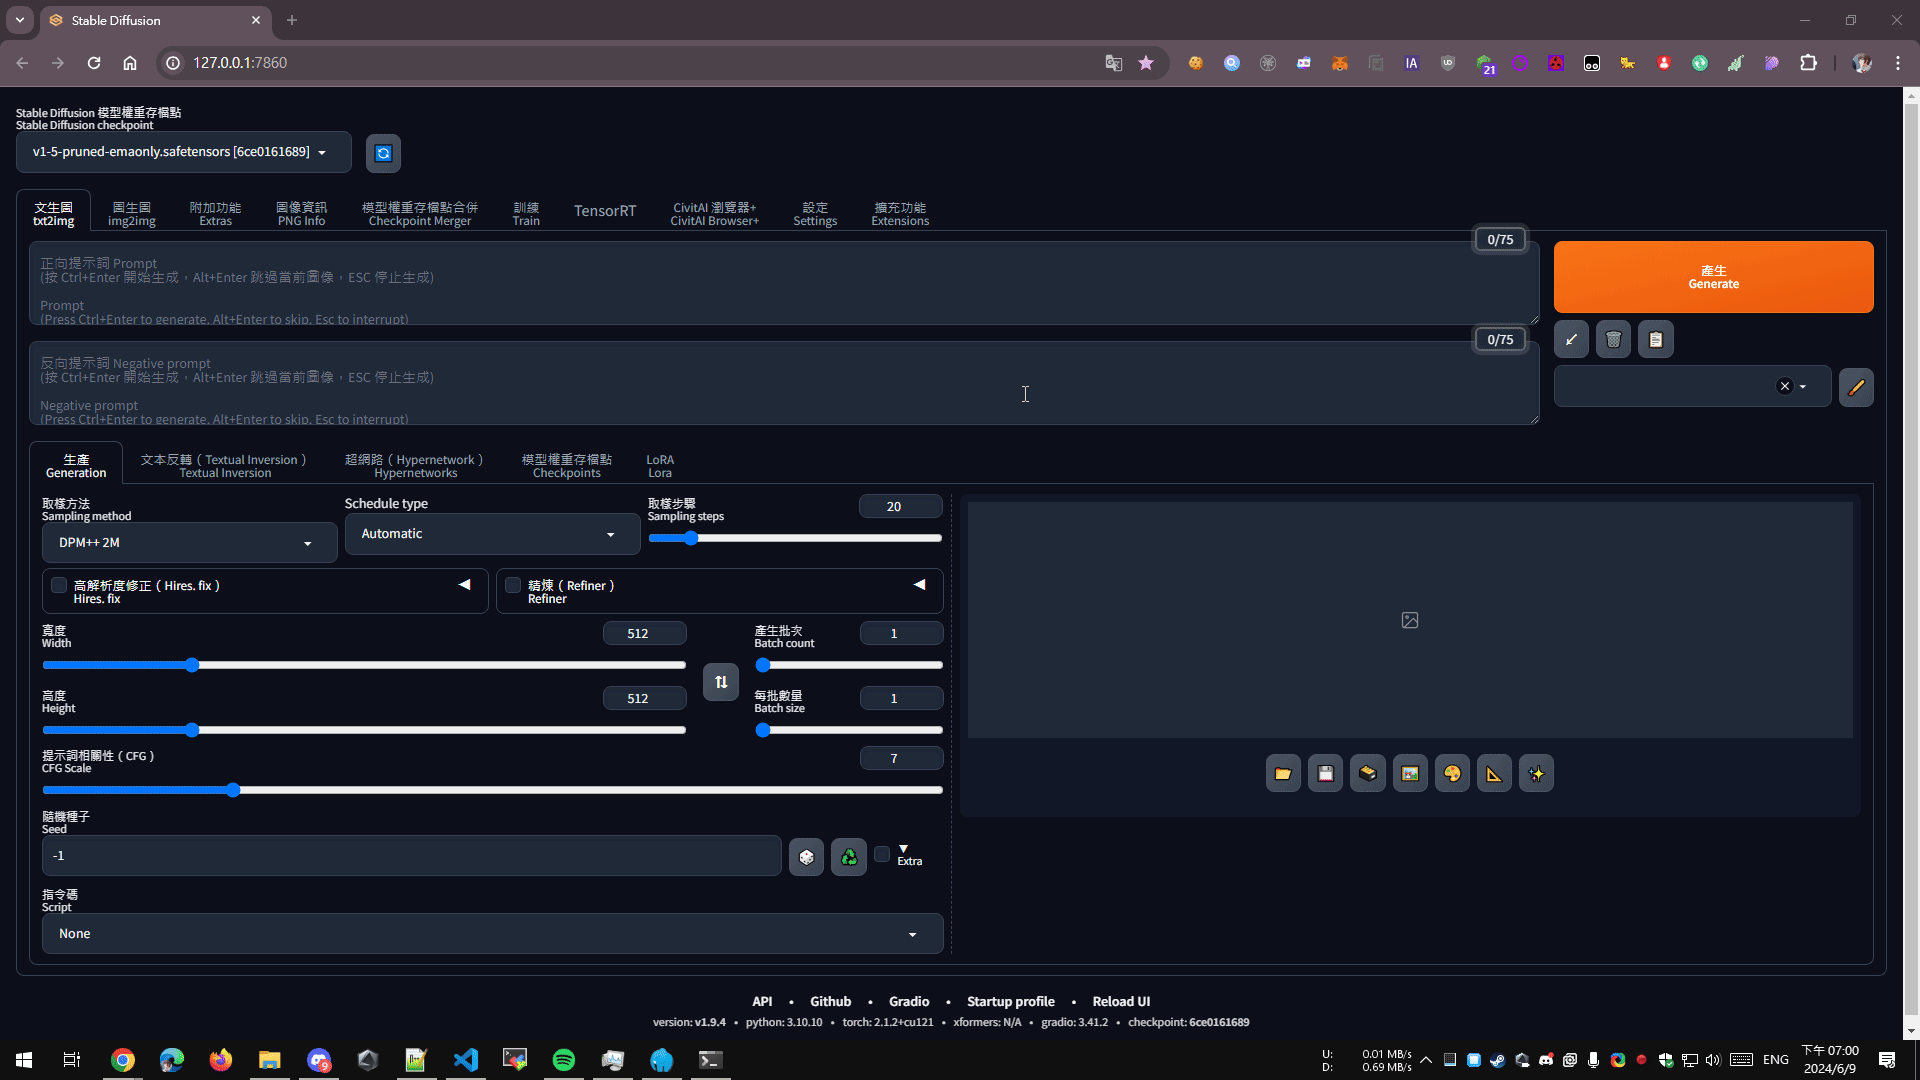 Stable Diffusion
127.0.0.1:7860
IA
21
Stable Diffusion 模型權重存檔點
Stable Diffusion checkpoint
v1-5-pruned-emaonly.safetensors [6ce0161689]
文生圖
txt2img
圖生圖
img2img
附加功能
Extras
圖像資訊
PNG Info
模型權重存檔點合併
Checkpoint Merger
訓練
Train
TensorRT
CivitAI 瀏覽器+
CivitAI Browser+
設定
Settings
擴充功能
Extensions
0/75
正向提示詞 Prompt
(按 Ctrl+Enter 開始生成，Alt+Enter 跳過當前圖像，ESC 停止生成)
Prompt
(Press Ctrl+Enter to generate, Alt+Enter to skip, Esc to interrupt)
產生
Generate
0/75
反向提示詞 Negative prompt
(按 Ctrl+Enter 開始生成，Alt+Enter 跳過當前圖像，ESC 停止生成)
Negative prompt
(Press Ctrl+Enter to generate, Alt+Enter to skip, Esc to interrupt)
生產
Generation
文本反轉（Textual Inversion）
Textual Inversion
超網路（Hypernetwork）
Hypernetworks
模型權重存檔點
Checkpoints
LoRA
Lora
取樣方法
Sampling method
DPM++ 2M
Schedule type
Automatic
取樣步驟
Sampling steps
20
高解析度修正（Hires. fix）
Hires. fix
精煉（Refiner）
Refiner
寬度
Width
512
產生批次
Batch count
1
高度
Height
512
每批數量
Batch size
1
提示詞相關性（CFG）
CFG Scale
7
隨機種子
Seed
-1
Extra
指令碼
Script
None
API • Github • Gradio • Startup profile • Reload UI
version: v1.9.4 • python: 3.10.10 • torch: 2.1.2+cu121 • xformers: N/A • gradio: 3.41.2 • checkpoint: 6ce0161689
U: 0.01 MB/s
D: 0.69 MB/s
ENG
下午 07:00
2024/6/9